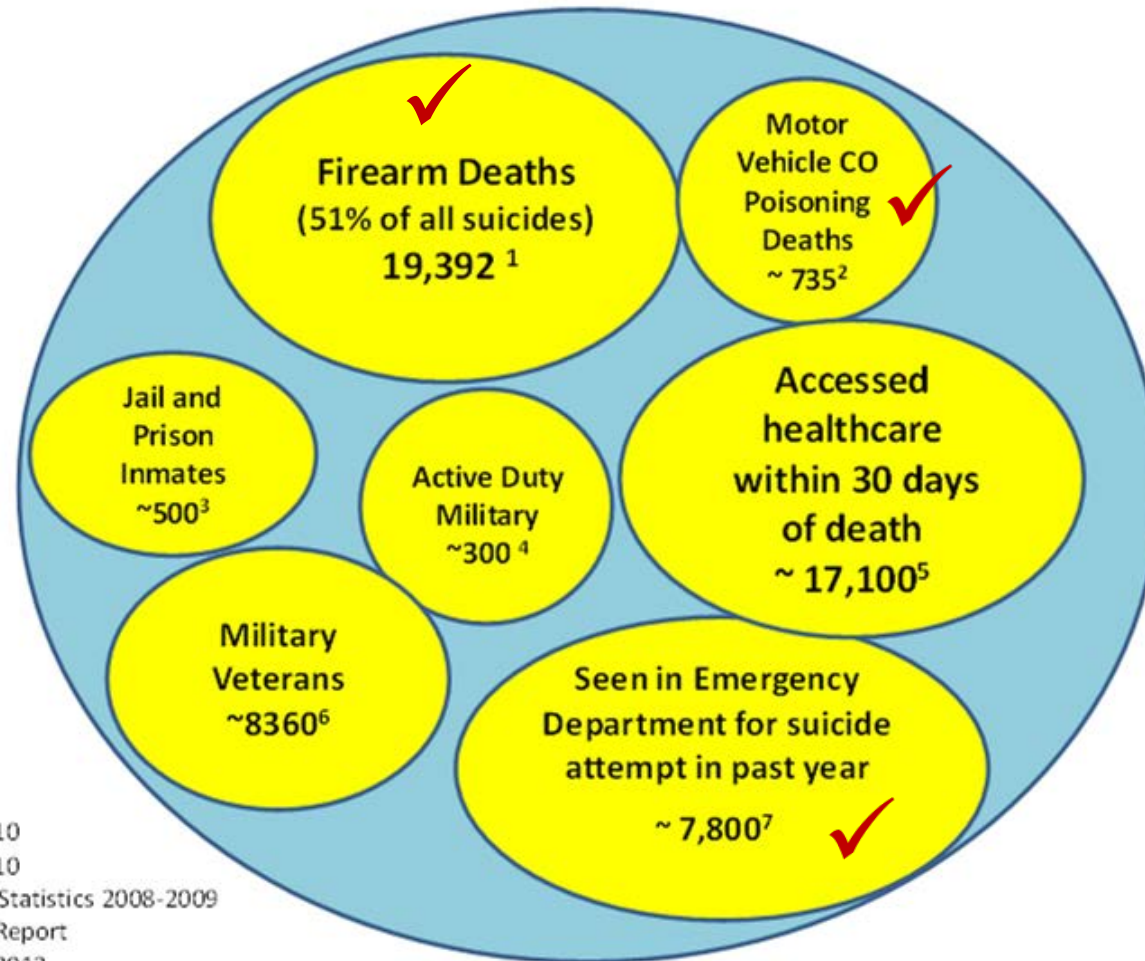 Firearm Deaths
(51% of all suicides)
19,392 ¹
Motor
Vehicle CO
Poisoning
Deaths
~ 735²
Jail and
Prison
Inmates
~500³
Active Duty
Military
~300 ⁴
Accessed
healthcare
within 30 days
of death
~ 17,100⁵
Military
Veterans
~8360⁶
Seen in Emergency
Department for suicide
attempt in past year
~ 7,800⁷
10
10
Statistics 2008-2009
Report